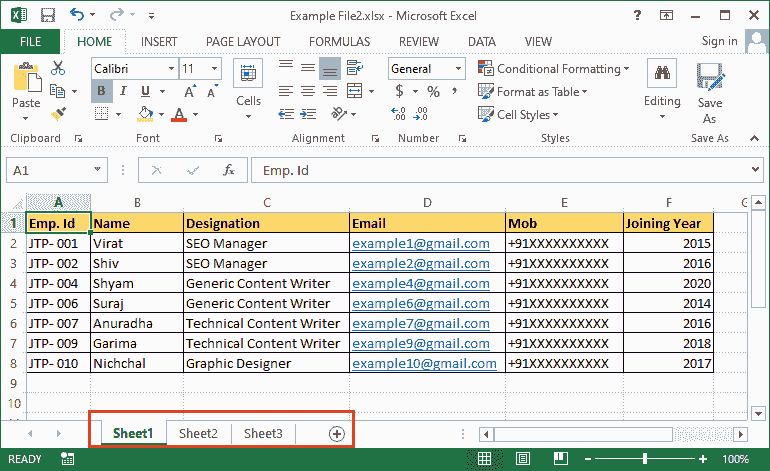 Example File2.xlsx - Microsoft Excel
FILE HOME INSERT PAGE LAYOUT FORMULAS REVIEW DATA VIEW Sign in
Calibri 11 General Conditional Formatting
Paste B I U A A Cells $ % , Format as Table Editing Save As
A Cell Styles
Clipboard Font Alignment Number Styles Save As
A1 fx Emp. Id
A B C D E F G
1 Emp. Id Name Designation Email Mob Joining Year
2 JTP- 001 Virat SEO Manager example1@gmail.com +91XXXXXXXXXX 2015
3 JTP- 002 Shiv SEO Manager example2@gmail.com +91XXXXXXXXXX 2016
4 JTP- 004 Shyam Generic Content Writer example4@gmail.com +91XXXXXXXXXX 2020
5 JTP- 006 Suraj Generic Content Writer example6@gmail.com +91XXXXXXXXXX 2014
6 JTP- 007 Anuradha Technical Content Writer example7@gmail.com +91XXXXXXXXXX 2016
7 JTP- 009 Garima Technical Content Writer example9@gmail.com +91XXXXXXXXXX 2018
8 JTP- 010 Nichchal Graphic Designer example10@gmail.com +91XXXXXXXXXX 2017
9
10
Sheet1 Sheet2 Sheet3
READY 100%